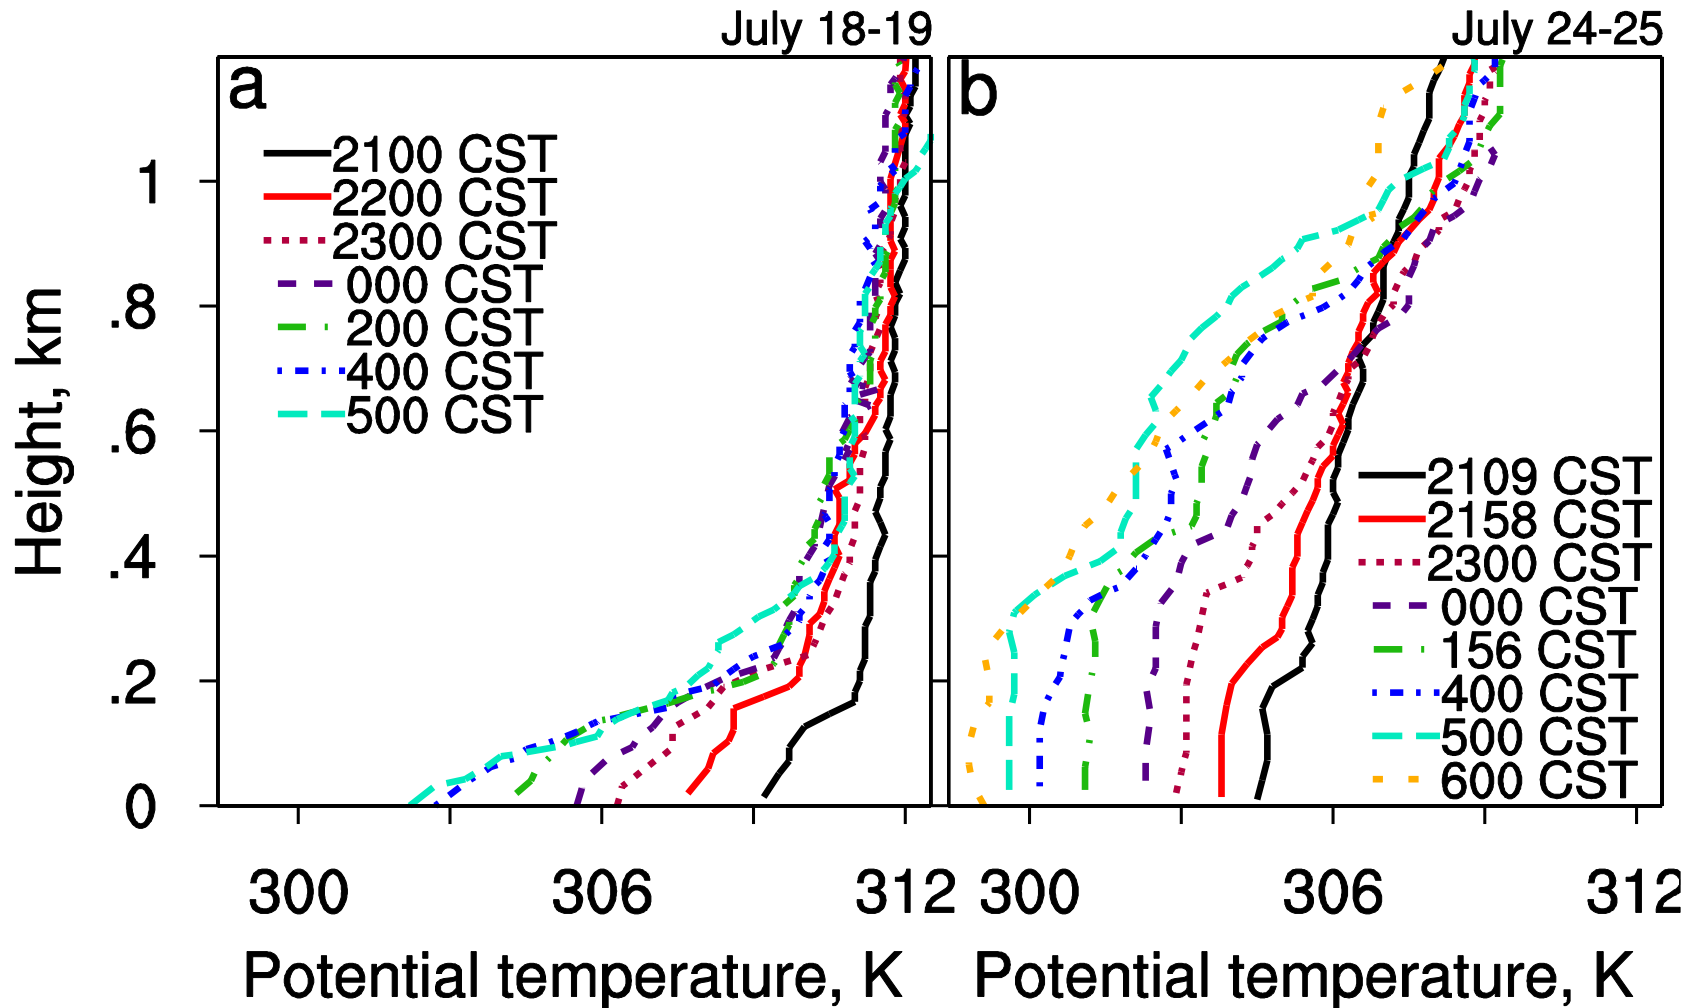 July 18-19
July 24-25
a
b
2100 CST
2200 CST
2300 CST
000 CST
200 CST
400 CST
500 CST
2109 CST
2158 CST
2300 CST
000 CST
156 CST
400 CST
500 CST
600 CST
Height, km
1
.8
.6
.4
.2
0
300
306
312
300
306
312
Potential temperature, K
Potential temperature, K